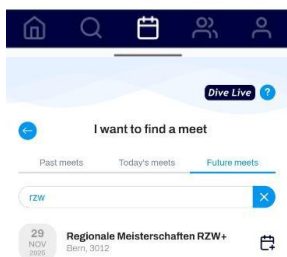 Dive Live ?
I want to find a meet
Past meets Today's meets Future meets
rzw
29 Regionale Meisterschaften RZW+
NOV Bern, 3012
2025